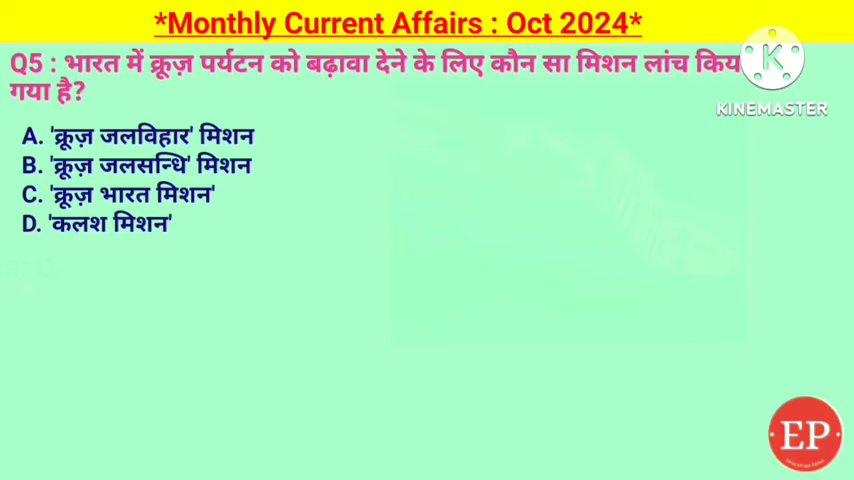 *Monthly Current Affairs : Oct 2024*
Q5 : भारत में क्रूज़ पर्यटन को बढ़ावा देने के लिए कौन सा मिशन लांच किय
गया है?
KINEMASTER
A. 'क्रूज़ जलविहार' मिशन
B. 'क्रूज़ जलसन्धि' मिशन
C. 'क्रूज़ भारत मिशन'
D. 'कलश मिशन'
EP